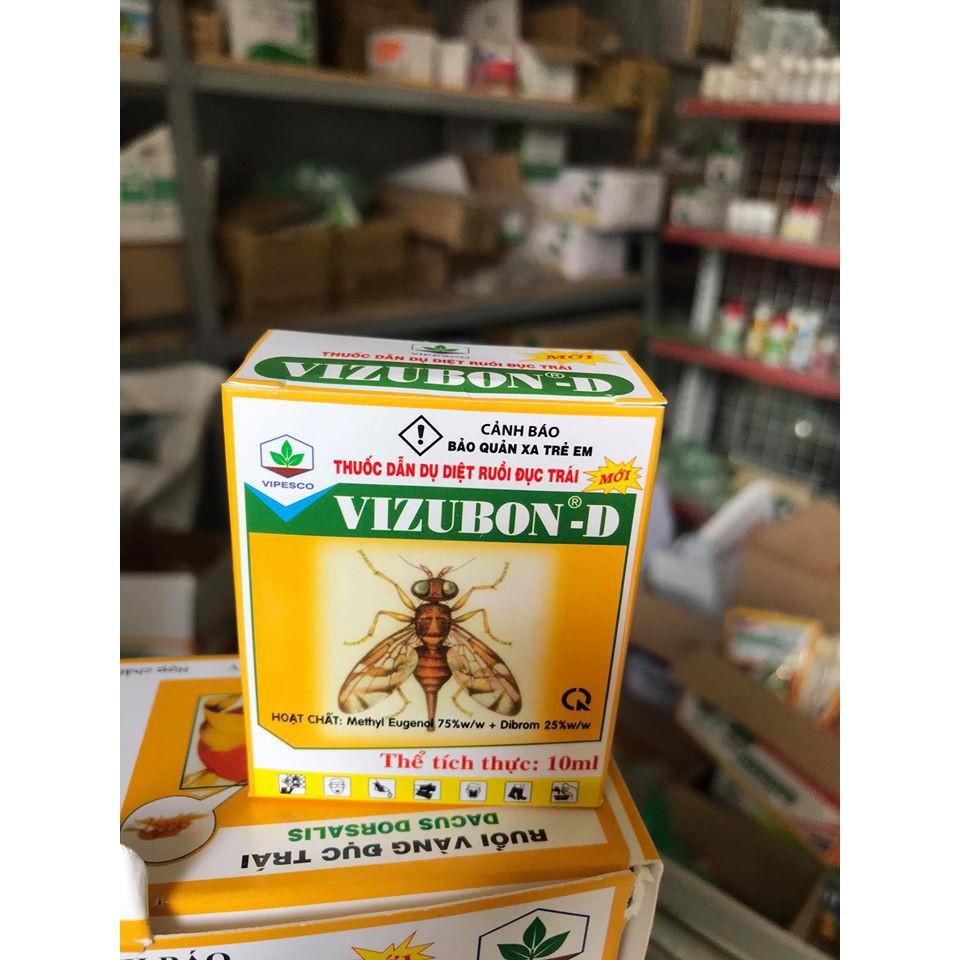 VIPESCO
THUỐC DẪN DỤ DIỆT RUỒI ĐỤC TRÁI
MỚI
VIZUBON®-D
CẢNH BÁO
BẢO QUẢN XA TRẺ EM
VIPESCO
THUỐC DẪN DỤ DIỆT RUỒI ĐỤC TRÁI
MỚI
VIZUBON®-D
HOẠT CHẤT: Methyl Eugenol 75%w/w + Dibrom 25%w/w
Thể tích thực: 10ml
RUỒI VÀNG ĐỤC TRÁI
DACUS DORSALIS